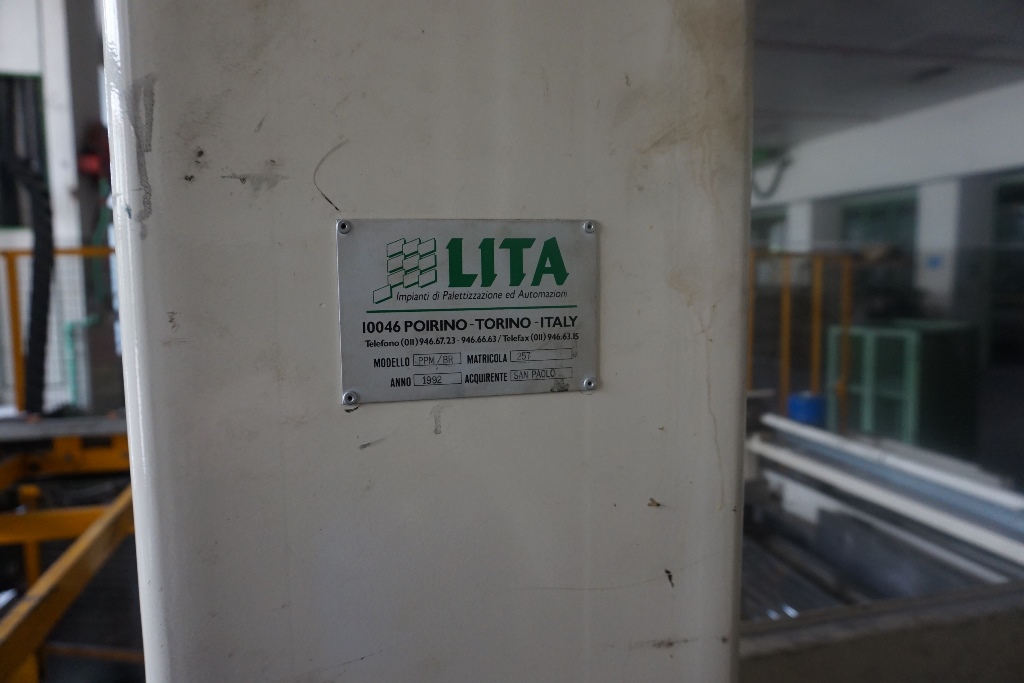 LITA
Impianti di Palettizzazione ed Automazioni
10046 POIRINO - TORINO - ITALY
Telefono (011) 946.67.23 - 946.66.63 / Telefax (011) 946.63.15
MODELLO PPM/BR MATRICOLA 257
ANNO 1992 ACQUIRENTE SAN PAOLO